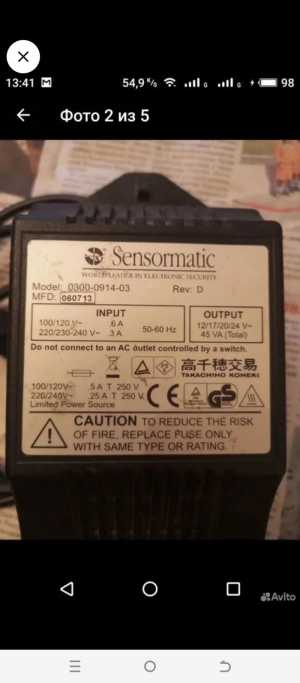 13:41 M 54,9 K/s G G 98
Фото 2 из 5
Sensormatic
WORLD LEADER IN ELECTRONIC SECURITY
Model: 0300-0914-03 Rev: D
MFD: 060713
INPUT
100/120 V~ .6 A
220/230-240 V~ .3 A
50-60 Hz
OUTPUT
12/17/20/24 V~
45 VA (Total)
Do not connect to an AC outlet controlled by a switch.
100/120V~ .5 A T 250 V
220/240V~ .25 A T 250 V
Limited Power Source
高千穂交易
TAKACHIHO KOHEKI
CE
GS
CAUTION TO REDUCE THE RISK
OF FIRE, REPLACE FUSE ONLY
WITH SAME TYPE OR RATING.
Avito